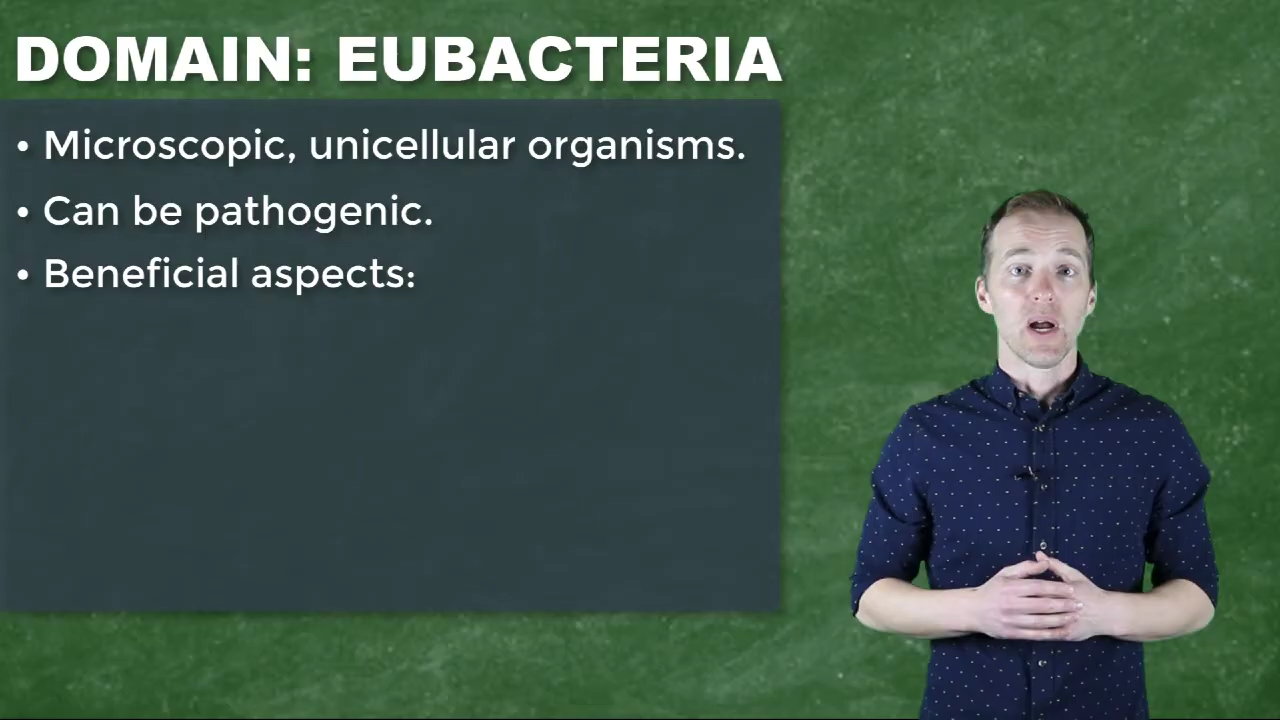 DOMAIN: EUBACTERIA
• Microscopic, unicellular organisms.
• Can be pathogenic.
• Beneficial aspects: